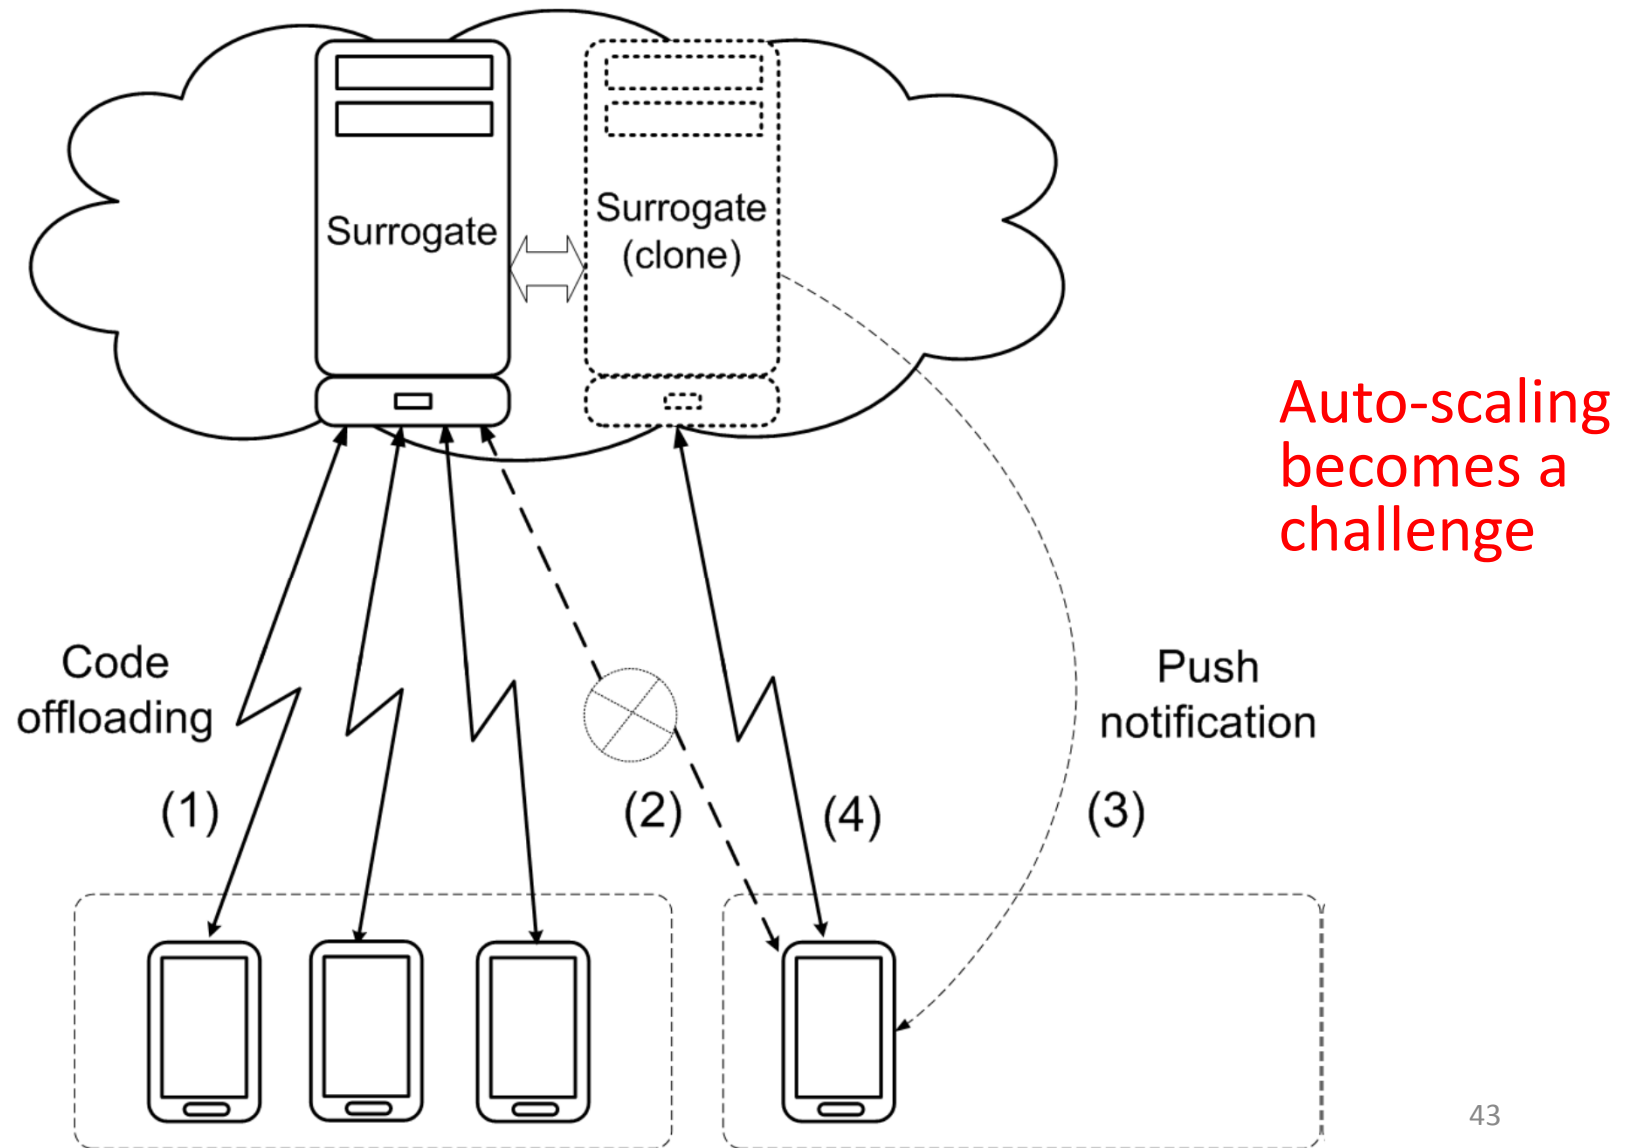 Surrogate
Surrogate
(clone)
Auto-scaling
becomes a
challenge
Code
offloading
Push
notification
(1)
(2)
(4)
(3)
43